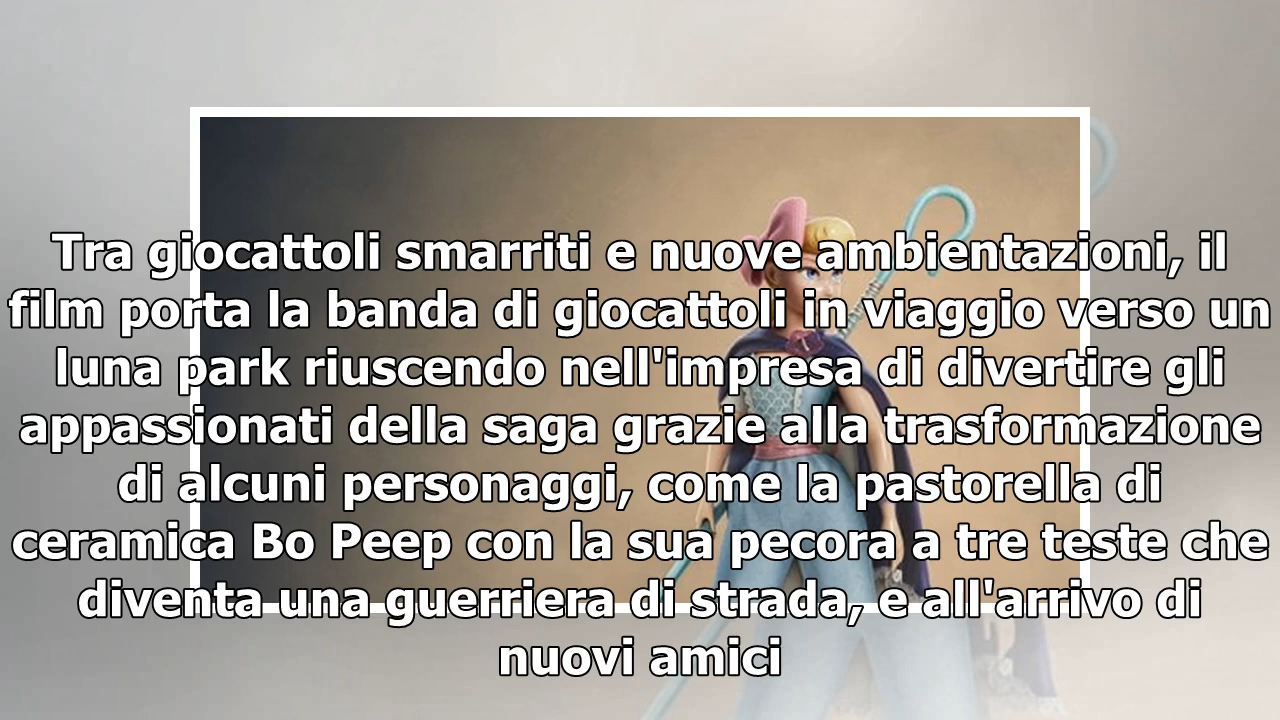 Tra giocattoli smarriti e nuove ambientazioni, il
film porta la banda di giocattoli in viaggio verso un
luna park riuscendo nell'impresa di divertire gli
appassionati della saga grazie alla trasformazione
di alcuni personaggi, come la pastorella di
ceramica Bo Peep con la sua pecora a tre teste che
diventa una guerriera di strada, e all'arrivo di
nuovi amici